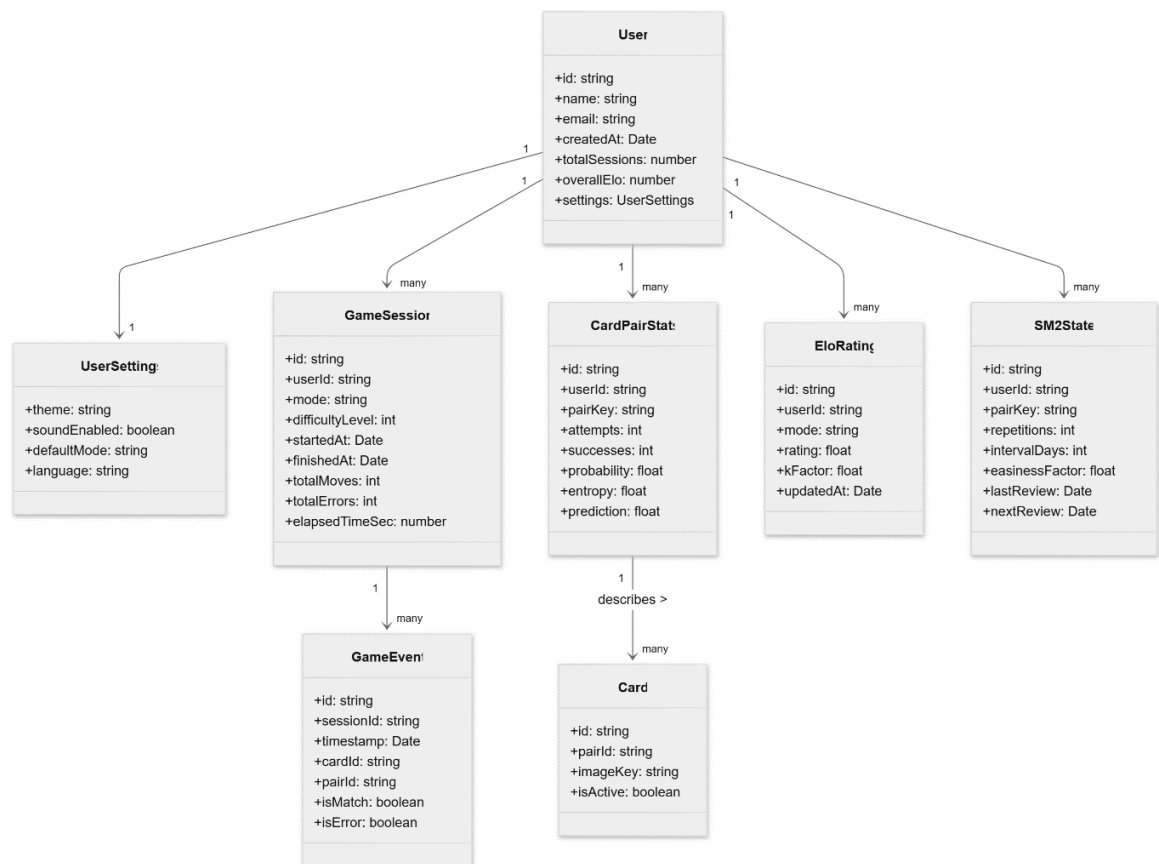 User
+id: string
+name: string
+email: string
+createdAt: Date
+totalSessions: number
+overallElo: number
+settings: UserSettings
1
1
1
1
1
1
many
many
many
many
UserSettings
+theme: string
+soundEnabled: boolean
+defaultMode: string
+language: string
GameSession
+id: string
+userId: string
+mode: string
+difficultyLevel: int
+startedAt: Date
+finishedAt: Date
+totalMoves: int
+totalErrors: int
+elapsedTimeSec: number
CardPairStats
+id: string
+userId: string
+pairKey: string
+attempts: int
+successes: int
+probability: float
+entropy: float
+prediction: float
EloRating
+id: string
+userId: string
+mode: string
+rating: float
+kFactor: float
+updatedAt: Date
SM2State
+id: string
+userId: string
+pairKey: string
+repetitions: int
+intervalDays: int
+easinessFactor: float
+lastReview: Date
+nextReview: Date
1
many
1
describes >
many
GameEvent
+id: string
+sessionId: string
+timestamp: Date
+cardId: string
+pairId: string
+isMatch: boolean
+isError: boolean
Card
+id: string
+pairId: string
+imageKey: string
+isActive: boolean